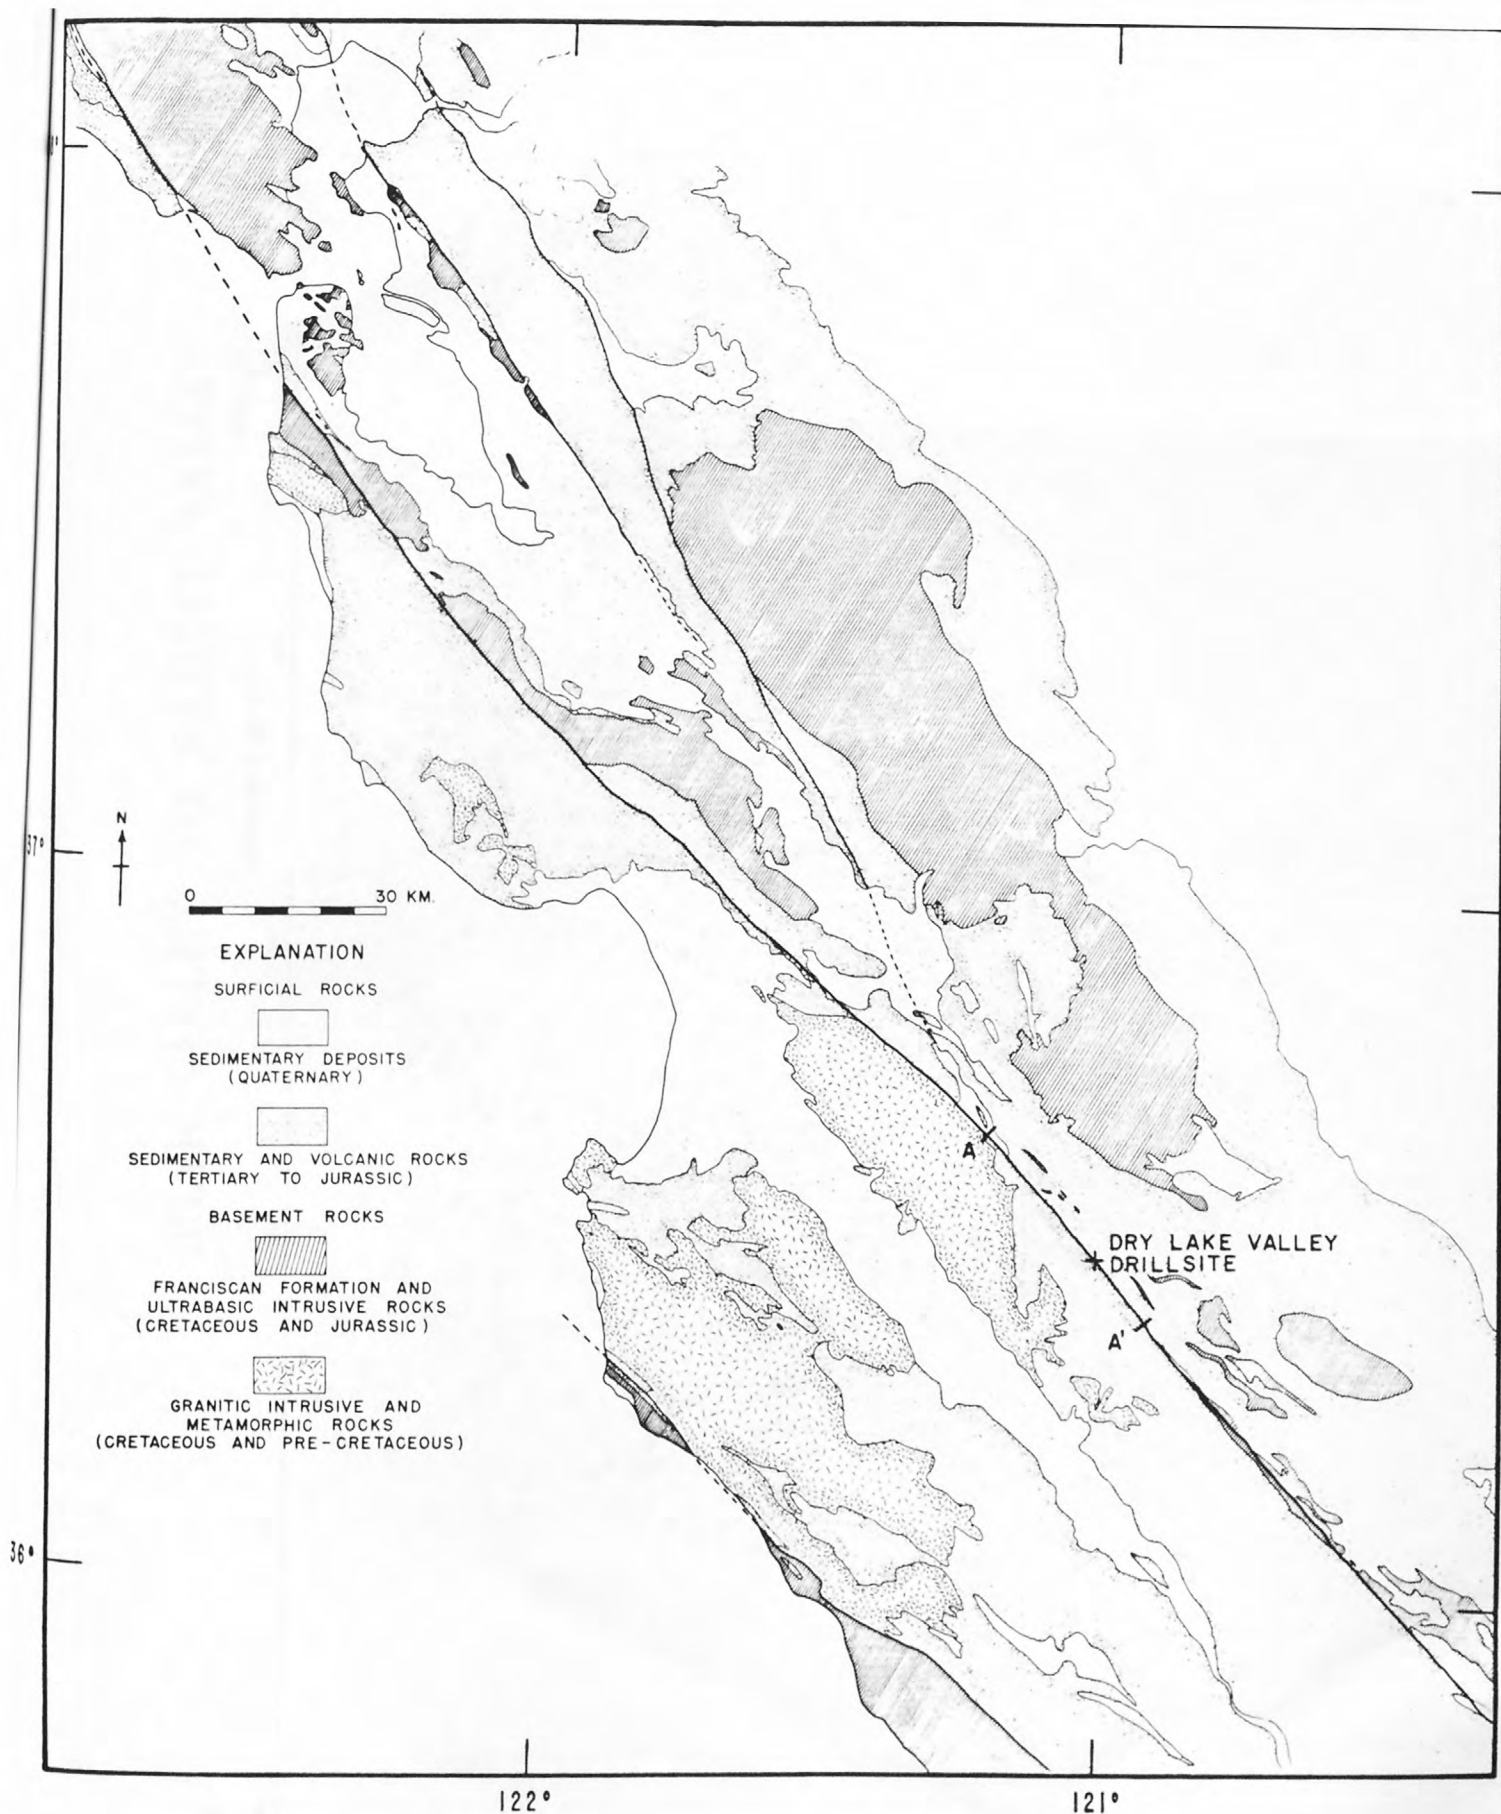 37°
N
0 30 KM.
EXPLANATION
SURFICIAL ROCKS
SEDIMENTARY DEPOSITS
(QUATERNARY)
SEDIMENTARY AND VOLCANIC ROCKS
(TERTIARY TO JURASSIC)
BASEMENT ROCKS
FRANCISCAN FORMATION AND
ULTRABASIC INTRUSIVE ROCKS
(CRETACEOUS AND JURASSIC)
GRANITIC INTRUSIVE AND
METAMORPHIC ROCKS
(CRETACEOUS AND PRE-CRETACEOUS)
A
DRY LAKE VALLEY
DRILLSITE
A'
36°
122°
121°